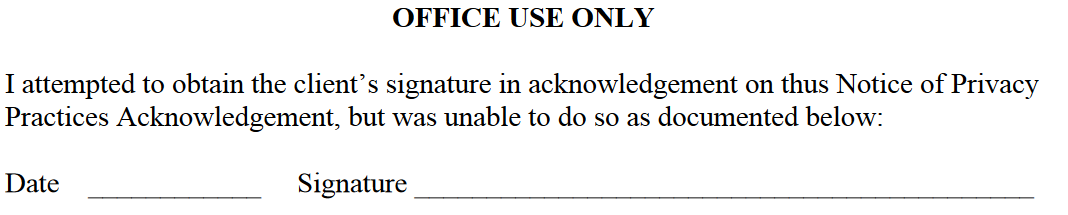 OFFICE USE ONLY
I attempted to obtain the client’s signature in acknowledgement on thus Notice of Privacy
Practices Acknowledgement, but was unable to do so as documented below:
Date ____________ Signature ___________________________________________